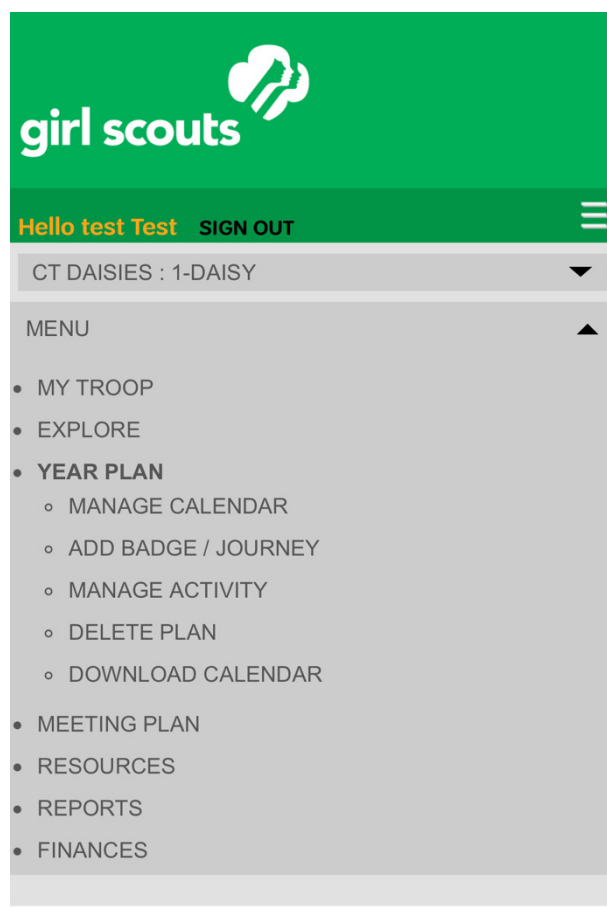 girl scouts
Hello test Test SIGN OUT
CT DAISIES : 1-DAISY
MENU
MY TROOP
EXPLORE
YEAR PLAN
MANAGE CALENDAR
ADD BADGE / JOURNEY
MANAGE ACTIVITY
DELETE PLAN
DOWNLOAD CALENDAR
MEETING PLAN
RESOURCES
REPORTS
FINANCES